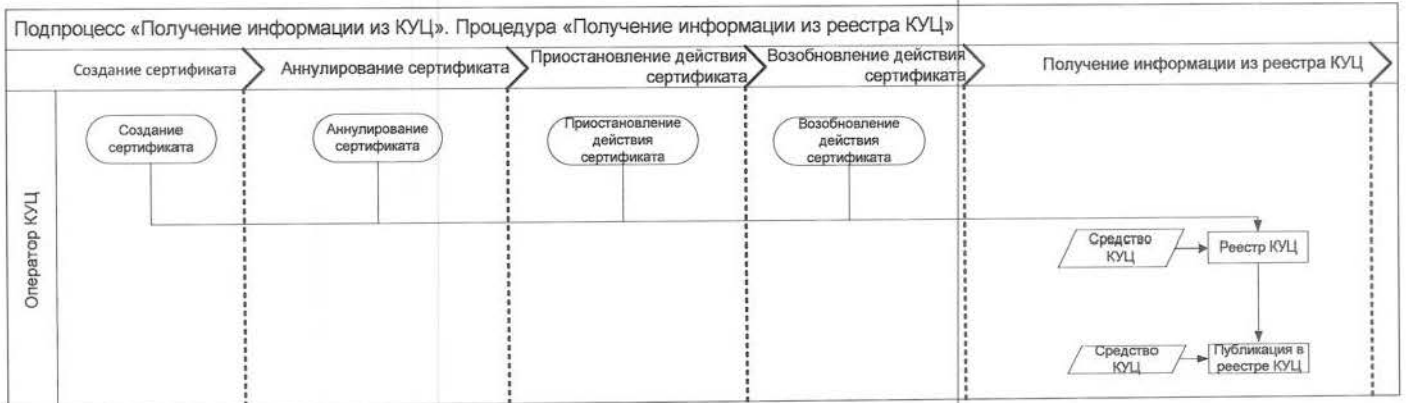 Подпроцесс «Получение информации из КУЦ». Процедура «Получение информации из реестра КУЦ»
Создание сертификата
Аннулирование сертификата
Приостановление действия
сертификата
Возобновление действия
сертификата
Получение информации из реестра КУЦ
Оператор КУЦ
Создание
сертификата
Аннулирование
сертификата
Приостановление
действия
сертификата
Возобновление
действия
сертификата
Средство
КУЦ
Реестр КУЦ
Средство
КУЦ
Публикация в
реестре КУЦ